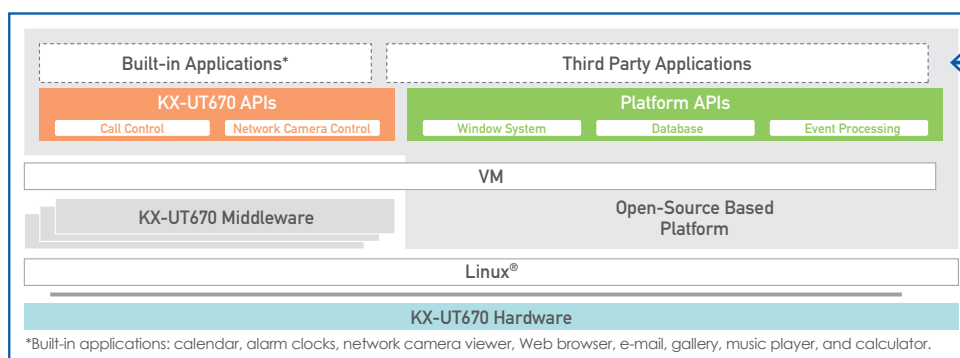 Built-in Applications*
Third Party Applications
KX-UT670 APIs
Platform APIs
Call Control
Network Camera Control
Window System
Database
Event Processing
VM
KX-UT670 Middleware
Open-Source Based
Platform
Linux®
KX-UT670 Hardware
*Built-in applications: calendar, alarm clocks, network camera viewer, Web browser, e-mail, gallery, music player, and calculator.